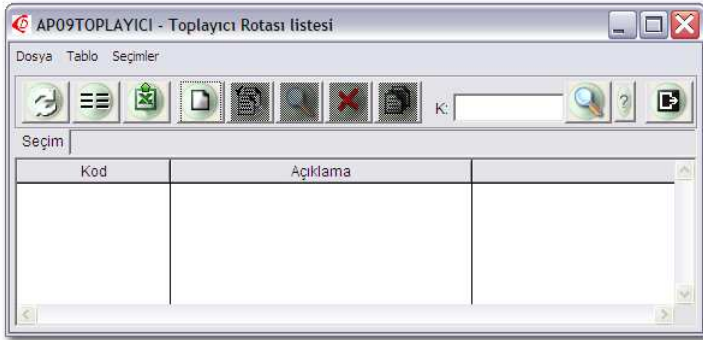 AP09TOPLAYICI - Toplayıcı Rotası listesi
Dosya Tablo Seçimler
K: ?
Seçim
Kod Açıklama